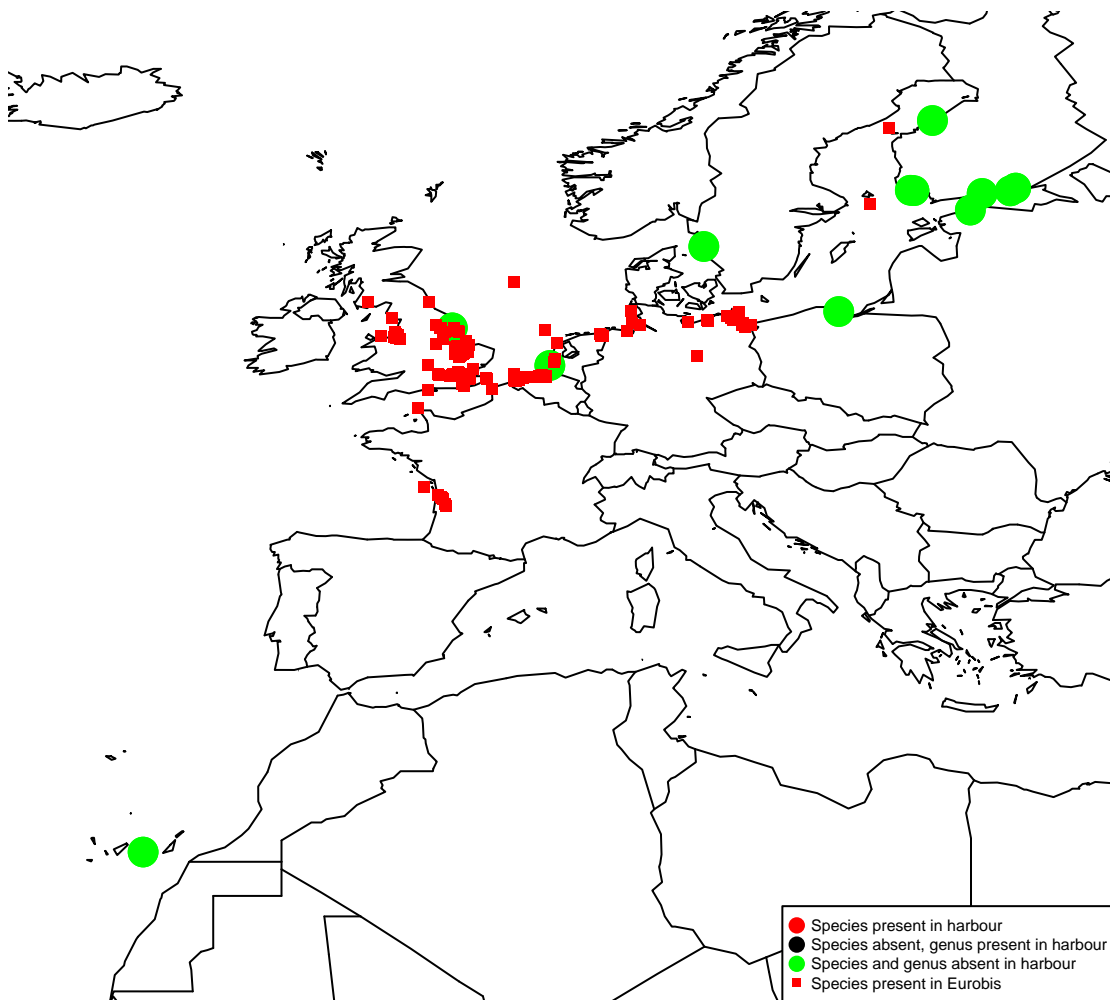 Species present in harbour
Species absent, genus present in harbour
Species and genus absent in harbour
Species present in Eurobis